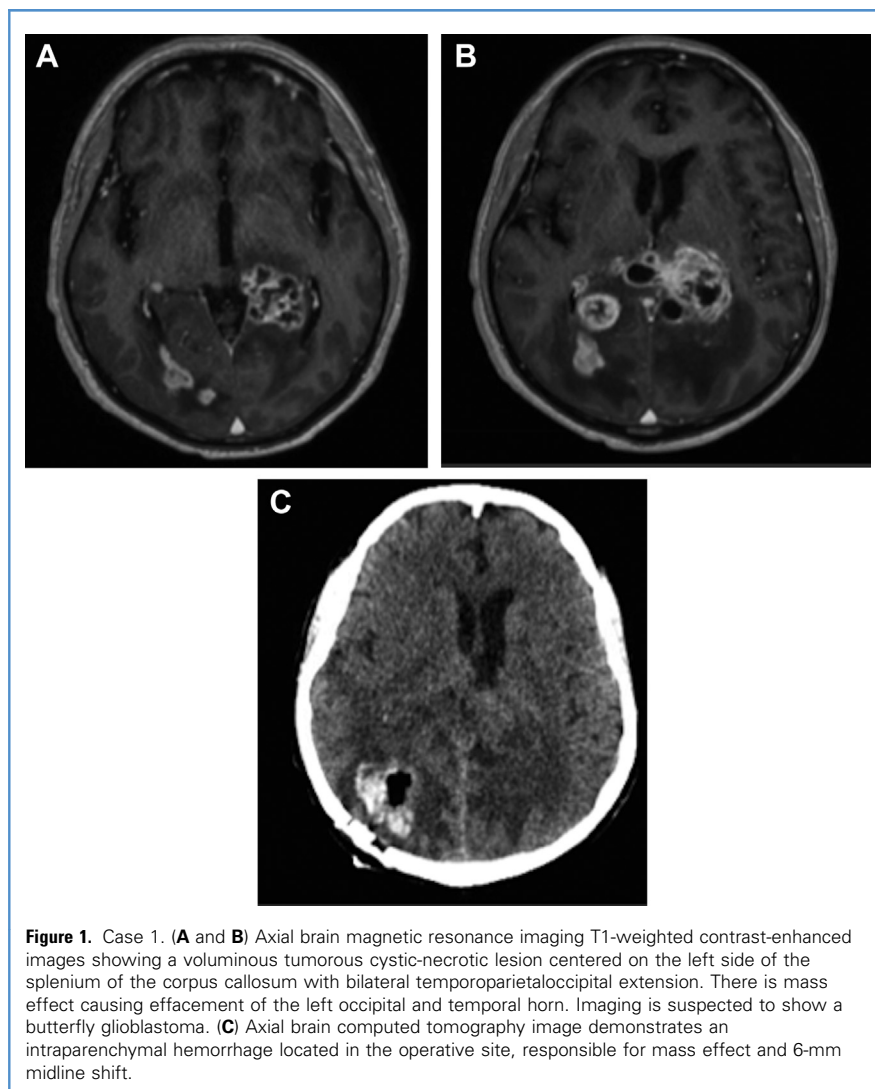 A
B
C
Figure 1. Case 1. (A and B) Axial brain magnetic resonance imaging T1-weighted contrast-enhanced
images showing a voluminous tumorous cystic-necrotic lesion centered on the left side of the
splenium of the corpus callosum with bilateral temporoparietaloccipital extension. There is mass
effect causing effacement of the left occipital and temporal horn. Imaging is suspected to show a
butterfly glioblastoma. (C) Axial brain computed tomography image demonstrates an
intraparenchymal hemorrhage located in the operative site, responsible for mass effect and 6-mm
midline shift.